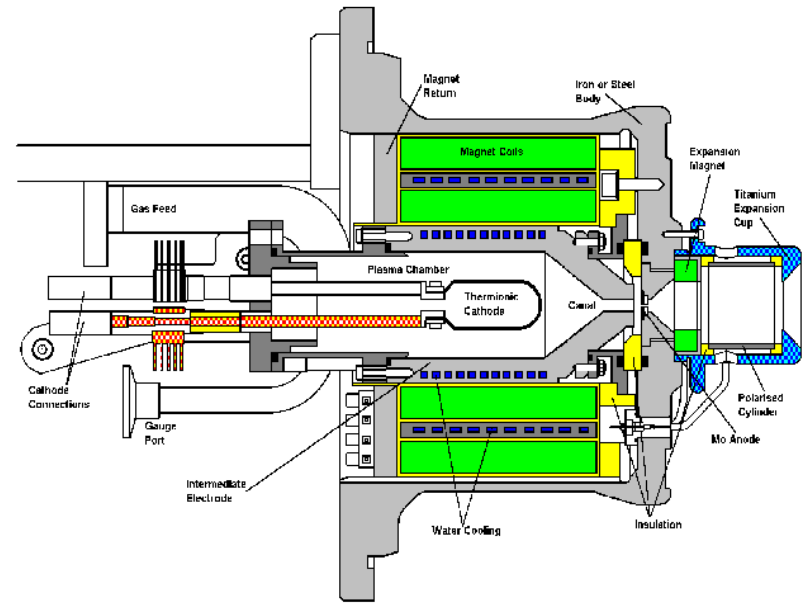 Magnet
Return
Iron or Steel
Body
Magnet Coils
Expansion
Magnet
Titanium
Expansion
Cup
Gas Feed
Plasma Chamber
Thermionic
Cathode
Canal
Cathode
Connections
Gauge
Port
Polarised
Cylinder
Mo Anode
Intermediate
Electrode
Water Cooling
Insulation